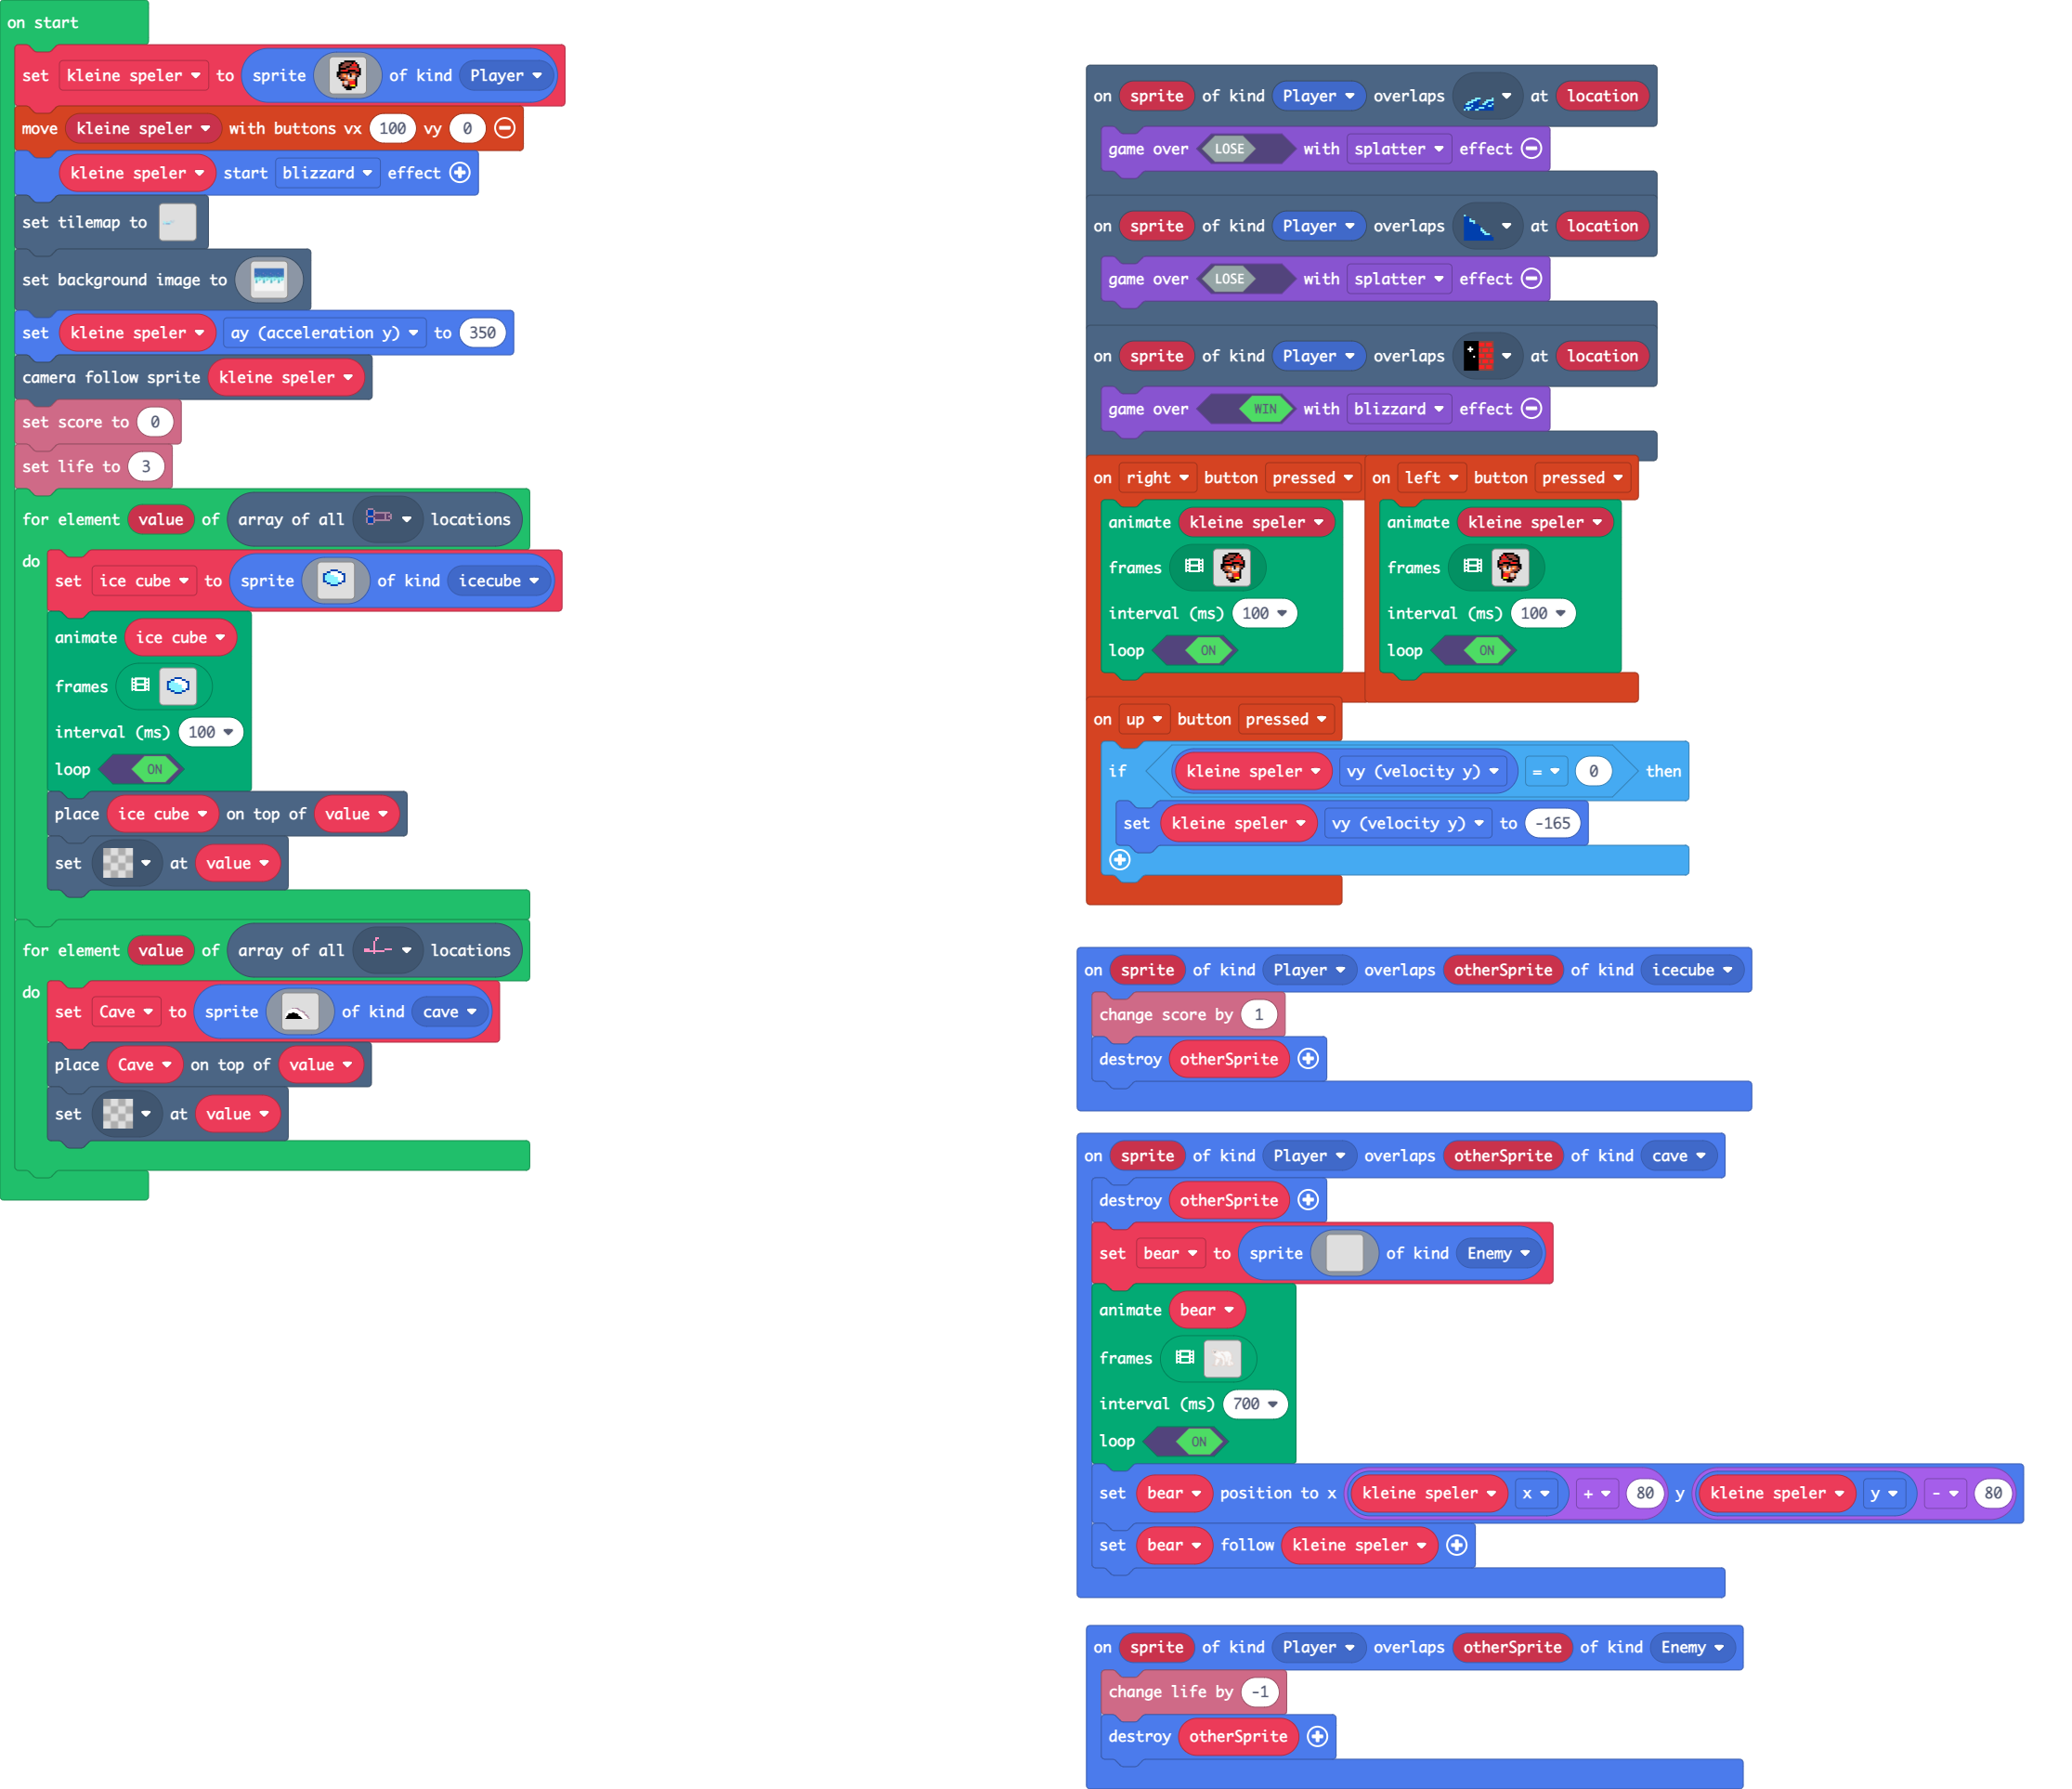 on start
set kleine speler to sprite of kind Player
move kleine speler with buttons vx 100 vy 0
kleine speler start blizzard effect
set tilemap to
set background image to
set kleine speler ay (acceleration y) to 350
camera follow sprite kleine speler
set score to 0
set life to 3
for element value of array of all locations
do
set ice cube to sprite of kind icecube
animate ice cube
frames
interval (ms) 100
loop ON
place ice cube on top of value
set at value
for element value of array of all locations
do
set Cave to sprite of kind cave
place Cave on top of value
set at value
on sprite of kind Player overlaps at location
game over LOSE with splatter effect
on sprite of kind Player overlaps at location
game over LOSE with splatter effect
on sprite of kind Player overlaps at location
game over WIN with blizzard effect
on right button pressed
animate kleine speler
frames
interval (ms) 100
loop ON
on left button pressed
animate kleine speler
frames
interval (ms) 100
loop ON
on up button pressed
if kleine speler vy (velocity y) = 0 then
set kleine speler vy (velocity y) to -165
on sprite of kind Player overlaps otherSprite of kind icecube
change score by 1
destroy otherSprite
on sprite of kind Player overlaps otherSprite of kind cave
destroy otherSprite
set bear to sprite of kind Enemy
animate bear
frames
interval (ms) 700
loop ON
set bear position to x kleine speler x + 80 y kleine speler y - 80
set bear follow kleine speler
on sprite of kind Player overlaps otherSprite of kind Enemy
change life by -1
destroy otherSprite